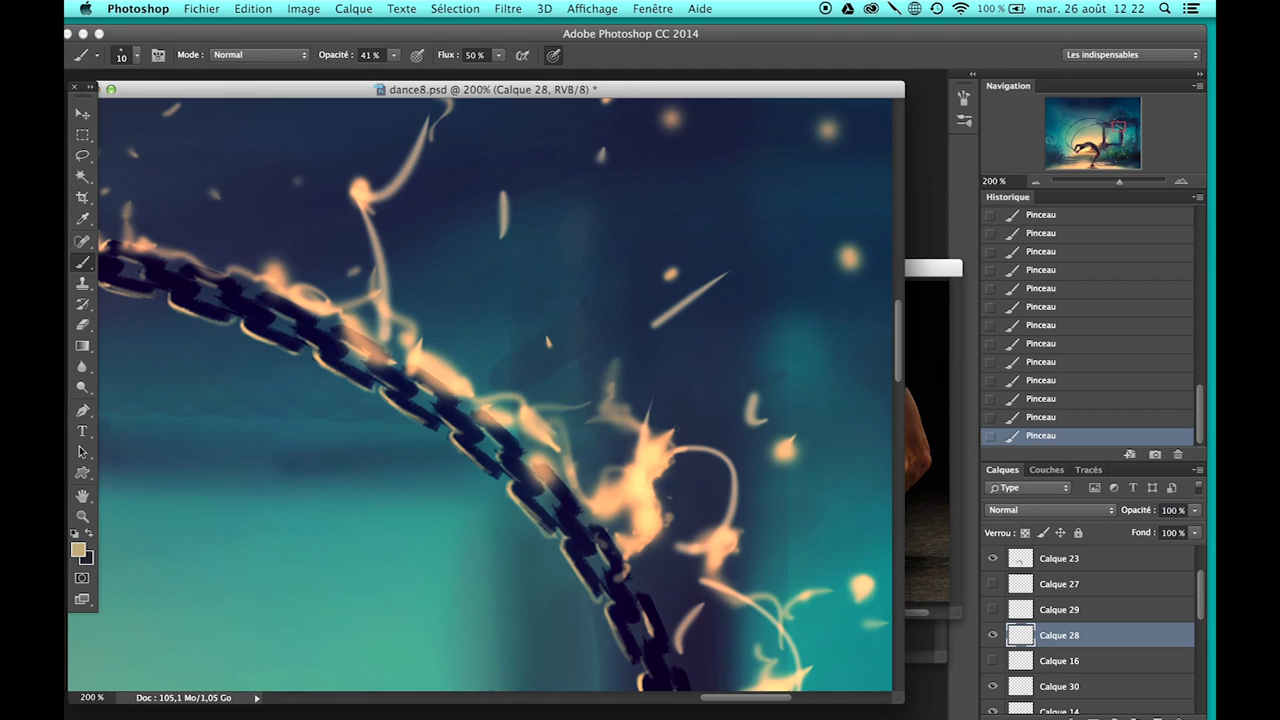 Photoshop Fichier Edition Image Calque Texte Sélection Filtre 3D Affichage Fenêtre Aide 100 % mar. 26 août 12 22
Adobe Photoshop CC 2014
10 Mode : Normal Opacité : 41 % Flux : 50 % Les indispensables
dance8.psd @ 200% (Calque 28, RVB/8) *
Navigation
200 %
Historique
Pinceau
Pinceau
Pinceau
Pinceau
Pinceau
Pinceau
Pinceau
Pinceau
Pinceau
Pinceau
Pinceau
Pinceau
Pinceau
Calques Couches Tracés
Type
Normal Opacité : 100 %
Verrou : Fond : 100 %
Calque 23
Calque 27
Calque 29
Calque 28
Calque 16
Calque 30
Calque 14
200 % Doc : 105,1 Mo/1,05 Go